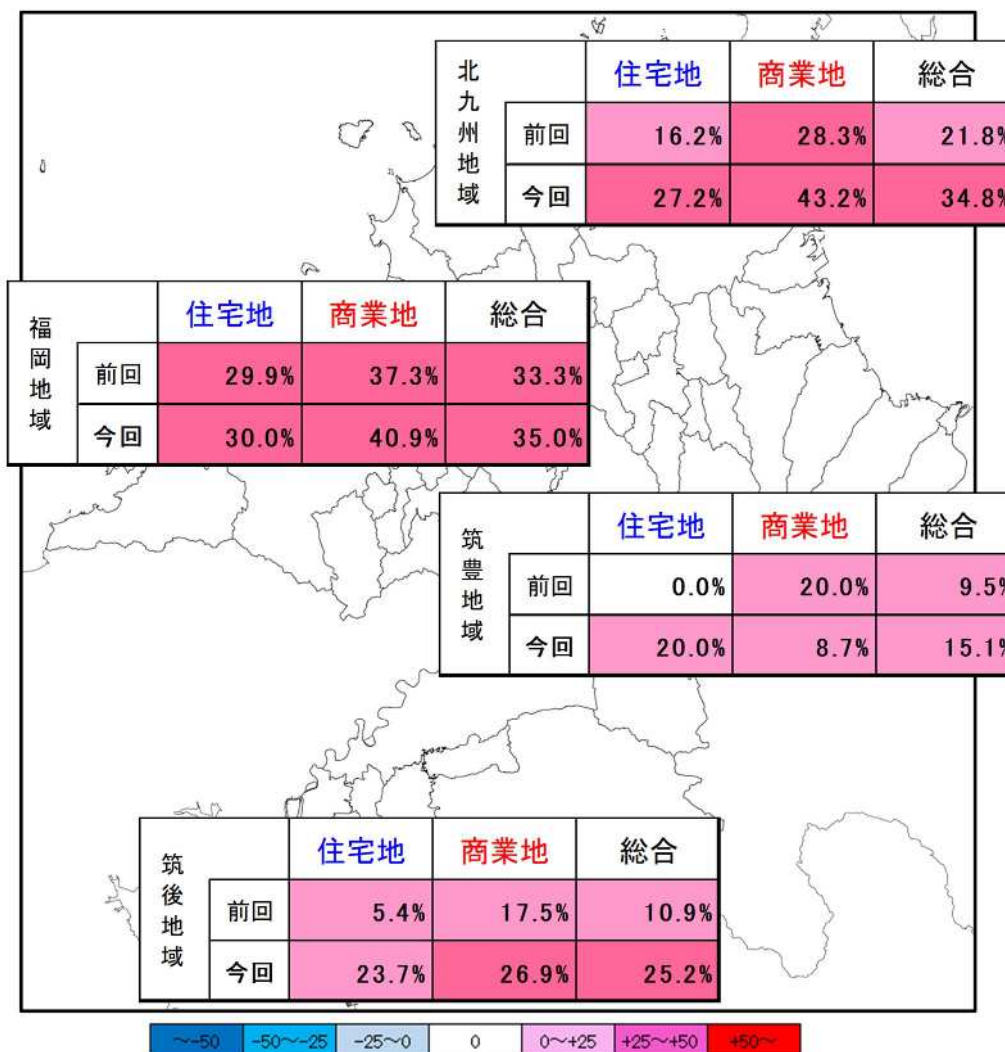 北九州地域
住宅地 商業地 総合
前回 16.2% 28.3% 21.8%
今回 27.2% 43.2% 34.8%
福岡地域
住宅地 商業地 総合
前回 29.9% 37.3% 33.3%
今回 30.0% 40.9% 35.0%
筑豊地域
住宅地 商業地 総合
前回 0.0% 20.0% 9.5%
今回 20.0% 8.7% 15.1%
筑後地域
住宅地 商業地 総合
前回 5.4% 17.5% 10.9%
今回 23.7% 26.9% 25.2%
～-50 -50～-25 -25～0 0 0～+25 +25～+50 +50～